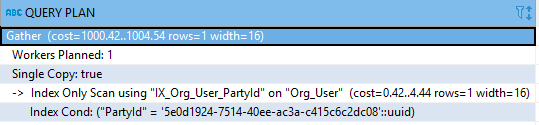 ABC QUERY PLAN
Gather (cost=1000.42..1004.54 rows=1 width=16)
Workers Planned: 1
Single Copy: true
-> Index Only Scan using "IX_Org_User_PartyId" on "Org_User" (cost=0.42..4.44 rows=1 width=16)
Index Cond: ("PartyId" = '5e0d1924-7514-40ee-ac3a-c415c6c2dc08'::uuid)